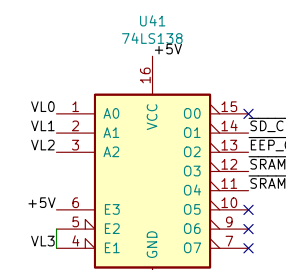 U41
74LS138
+5V
16
VCC
VL0 1 A0 O0 15
VL1 2 A1 O1 14 SD_C
VL2 3 A2 O2 13 EEP_
O3 12 SRAM
O4 11 SRAM
+5V 6 E3 O5 10
5 E2 O6 9
VL3 4 E1 O7 7
GND